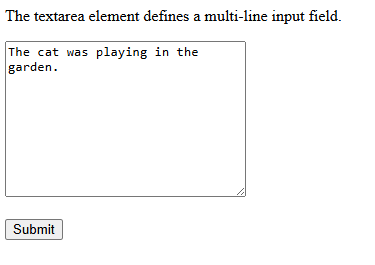 The textarea element defines a multi-line input field.
The cat was playing in the
garden.
Submit